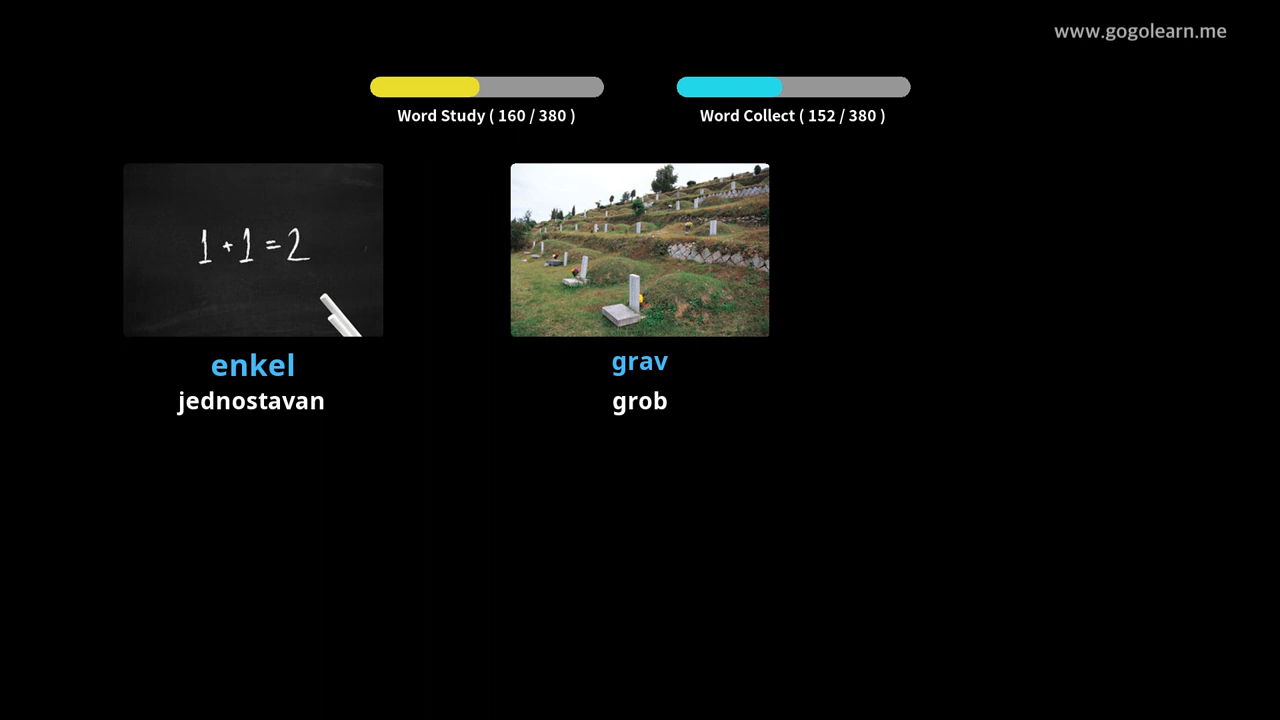 www.gogolearn.me
Word Study ( 160 / 380 )
Word Collect ( 152 / 380 )
1 + 1 = 2
enkel
jednostavan
grav
grob